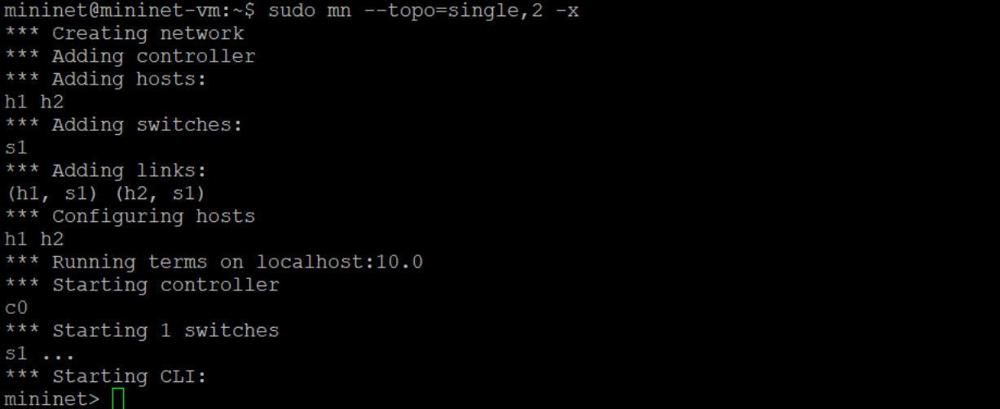 mininet@mininet-vm:~$ sudo mn --topo=single,2 -x
*** Creating network
*** Adding controller
*** Adding hosts:
h1 h2
*** Adding switches:
s1
*** Adding links:
(h1, s1) (h2, s1)
*** Configuring hosts
h1 h2
*** Running terms on localhost:10.0
*** Starting controller
c0
*** Starting 1 switches
s1 ...
*** Starting CLI:
mininet>